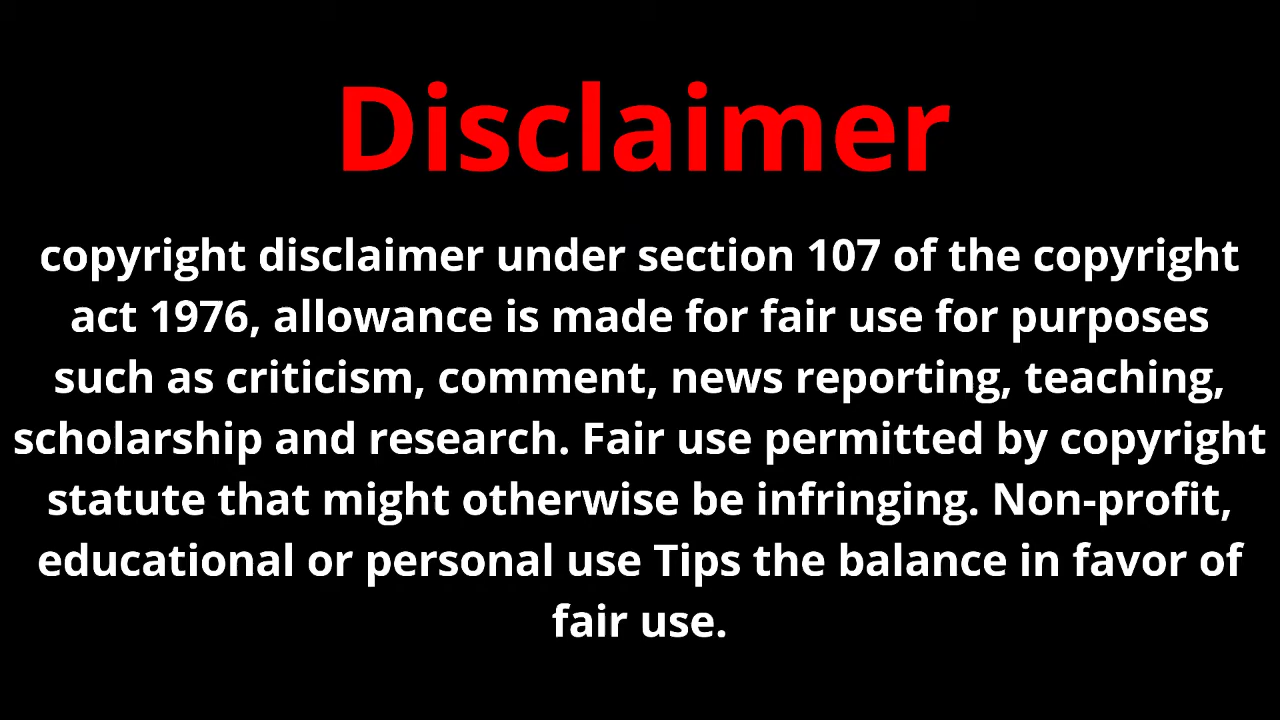 Disclaimer
copyright disclaimer under section 107 of the copyright
act 1976, allowance is made for fair use for purposes
such as criticism, comment, news reporting, teaching,
scholarship and research. Fair use permitted by copyright
statute that might otherwise be infringing. Non-profit,
educational or personal use Tips the balance in favor of
fair use.